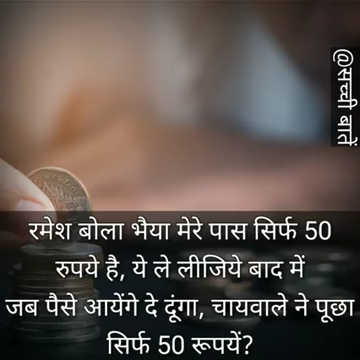 @सच्ची बातें
रमेश बोला भैया मेरे पास सिर्फ 50
रुपये है, ये ले लीजिये बाद में
जब पैसे आयेंगे दे दूंगा, चायवाले ने पूछा
सिर्फ 50 रूपयें?